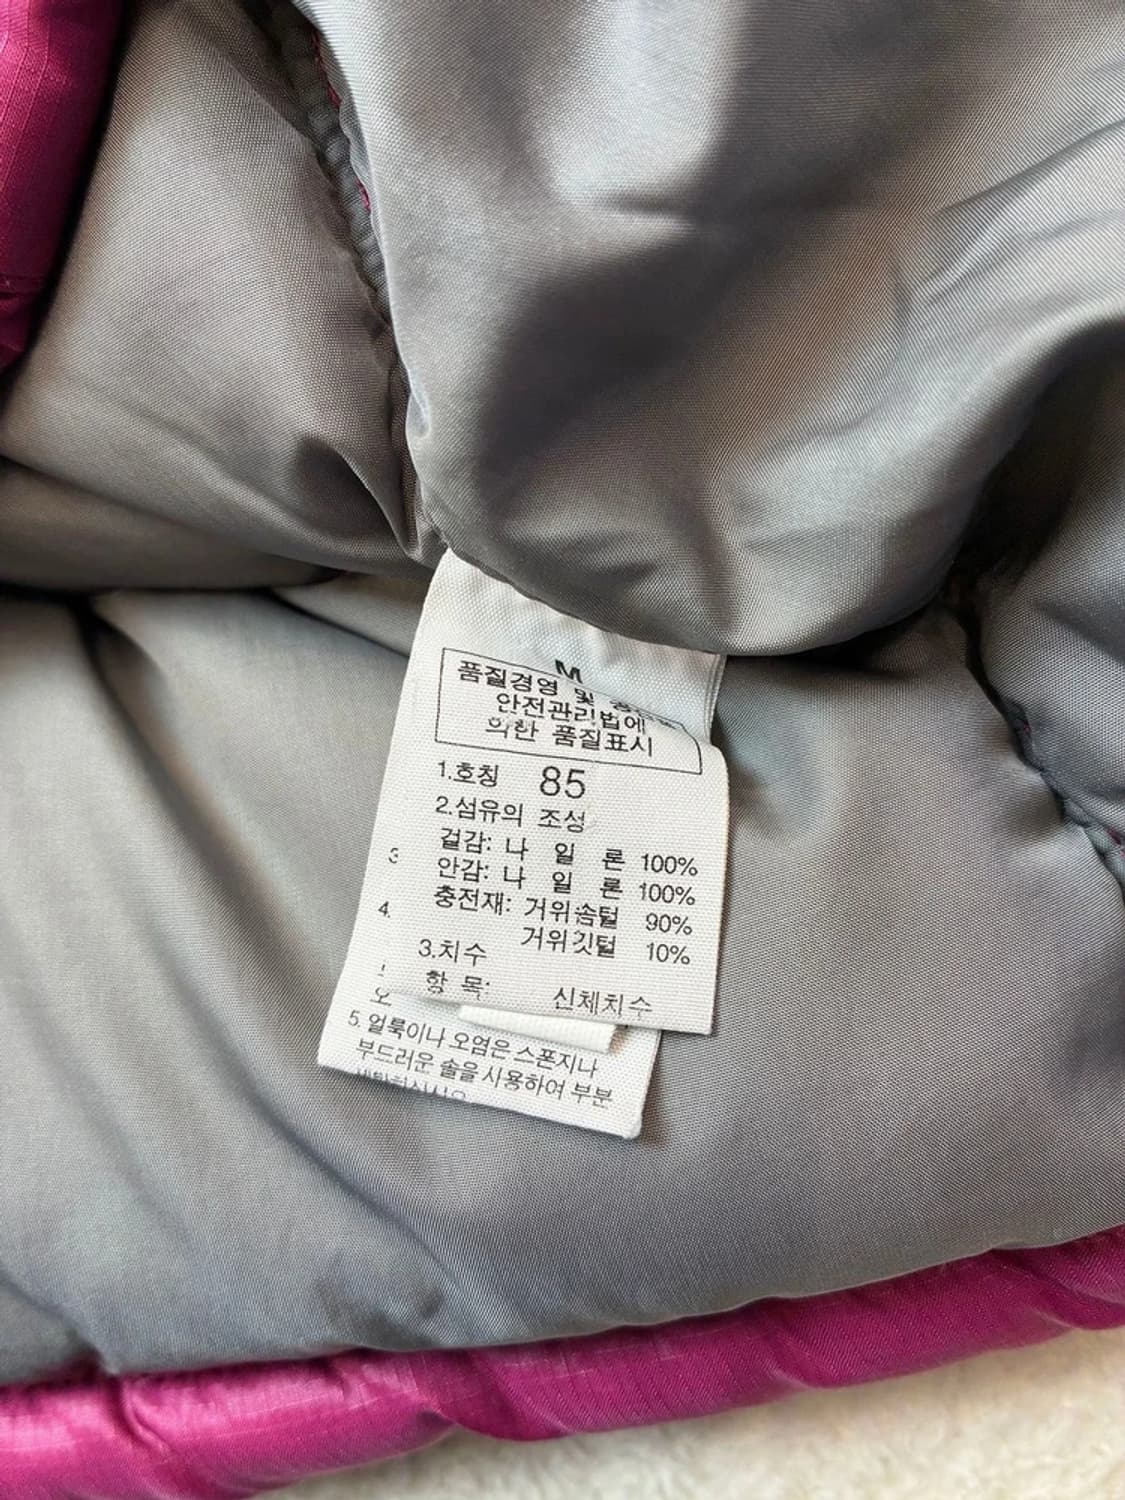 M
품질경영 및
안전관리법에
의한 품질표시
1.호칭 85
2.섬유의 조성
겉감: 나 일 론 100%
안감: 나 일 론 100%
충전재: 거위솜털 90%
거위깃털 10%
3.치수
항 목: 신체치수
3
4.
오
5. 얼룩이나 오염은 스폰지나
부드러운 솔을 사용하여 부분